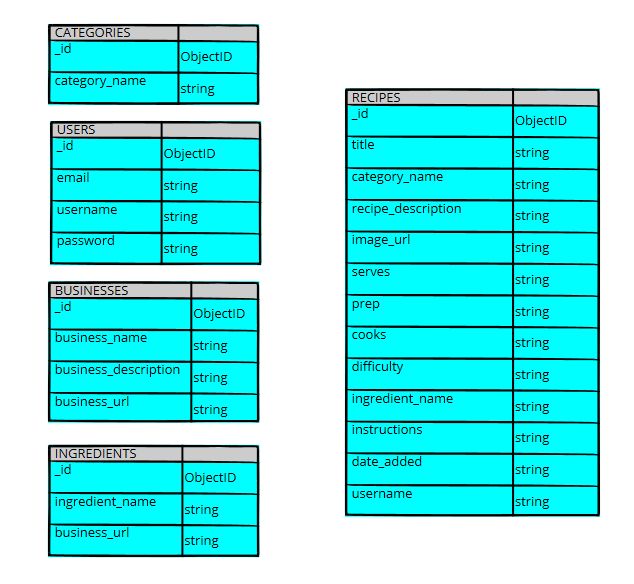 CATEGORIES
_id ObjectID
category_name string
USERS
_id ObjectID
email string
username string
password string
BUSINESSES
_id ObjectID
business_name string
business_description string
business_url string
INGREDIENTS
_id ObjectID
ingredient_name string
business_url string
RECIPES
_id ObjectID
title string
category_name string
recipe_description string
image_url string
serves string
prep string
cooks string
difficulty string
ingredient_name string
instructions string
date_added string
username string